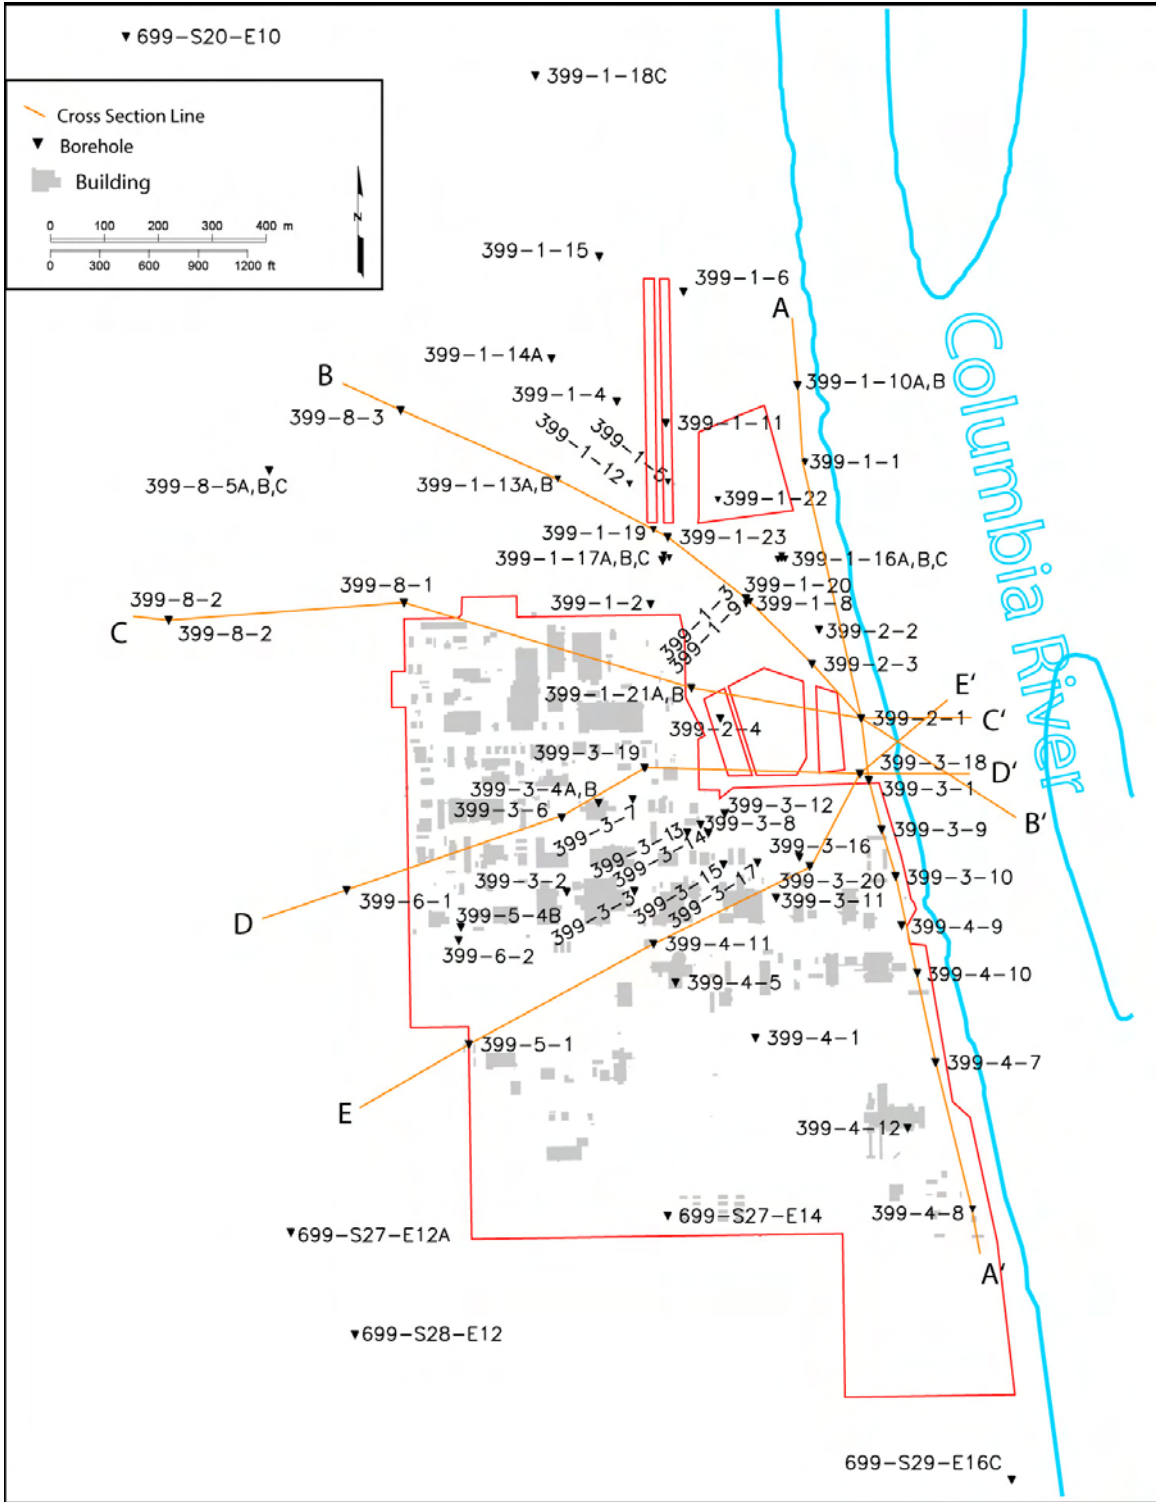 699-S20-E10
399-1-18C
Cross Section Line
Borehole
Building
0 100 200 300 400 m
0 300 600 900 1200 ft
N
399-1-15
399-1-6
A
399-1-14A
B
399-1-10A,B
399-1-4
399-8-3
399-1-11
399-1-5
399-1-12
399-1-1
399-8-5A,B,C
399-1-13A,B
399-1-22
Columbia River
399-1-19
399-1-23
399-1-17A,B,C
399-1-16A,B,C
399-8-1
399-1-20
399-8-2
399-1-2
399-1-3
399-1-9
399-1-8
C
399-8-2
399-2-2
399-2-3
E'
399-1-21A,B
399-2-1
C'
399-2-4
399-3-19
399-3-18
D'
399-3-4A,B
399-3-1
399-3-6
399-3-7
399-3-12
B'
399-3-8
399-3-9
399-3-13
399-3-14
399-3-16
399-3-2
399-3-15
399-3-17
399-3-20
399-3-10
399-6-1
399-3-3
399-3-11
D
399-5-4B
399-4-9
399-6-2
399-4-11
399-4-5
399-4-10
399-5-1
399-4-1
399-4-7
E
399-4-12
699-S27-E12A
699-S27-E14
399-4-8
A'
699-S28-E12
699-S29-E16C